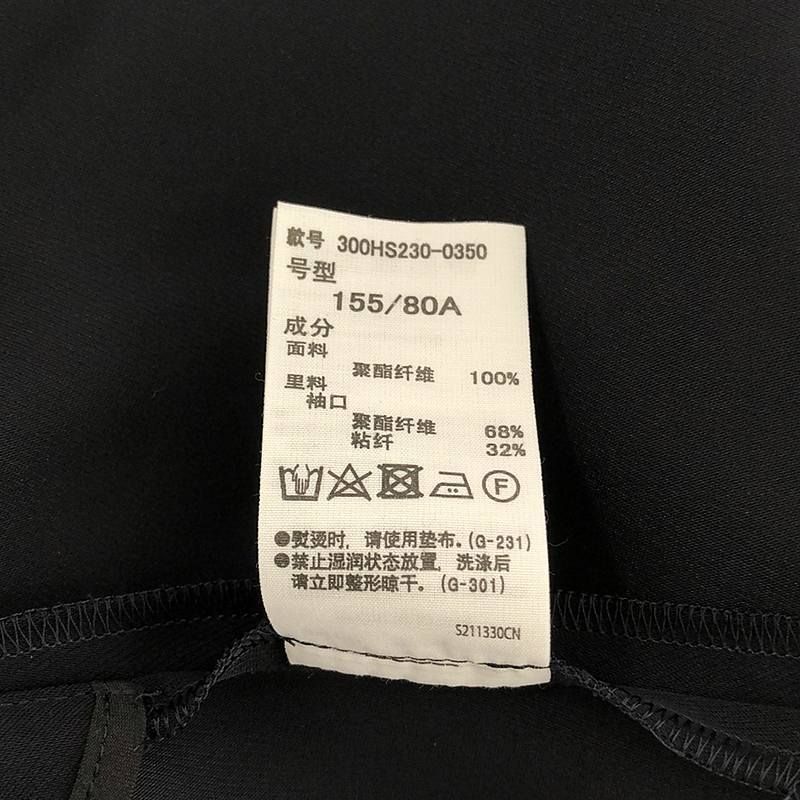 款号 300HS230-0350
号型
155/80A
成分
面料
聚酯纤维 100%
里料
袖口
聚酯纤维 68%
粘纤 32%
F
●熨烫时，请使用垫布。(G-231)
●禁止湿润状态放置，洗涤后
请立即整形晾干。(G-301)
S211330CN